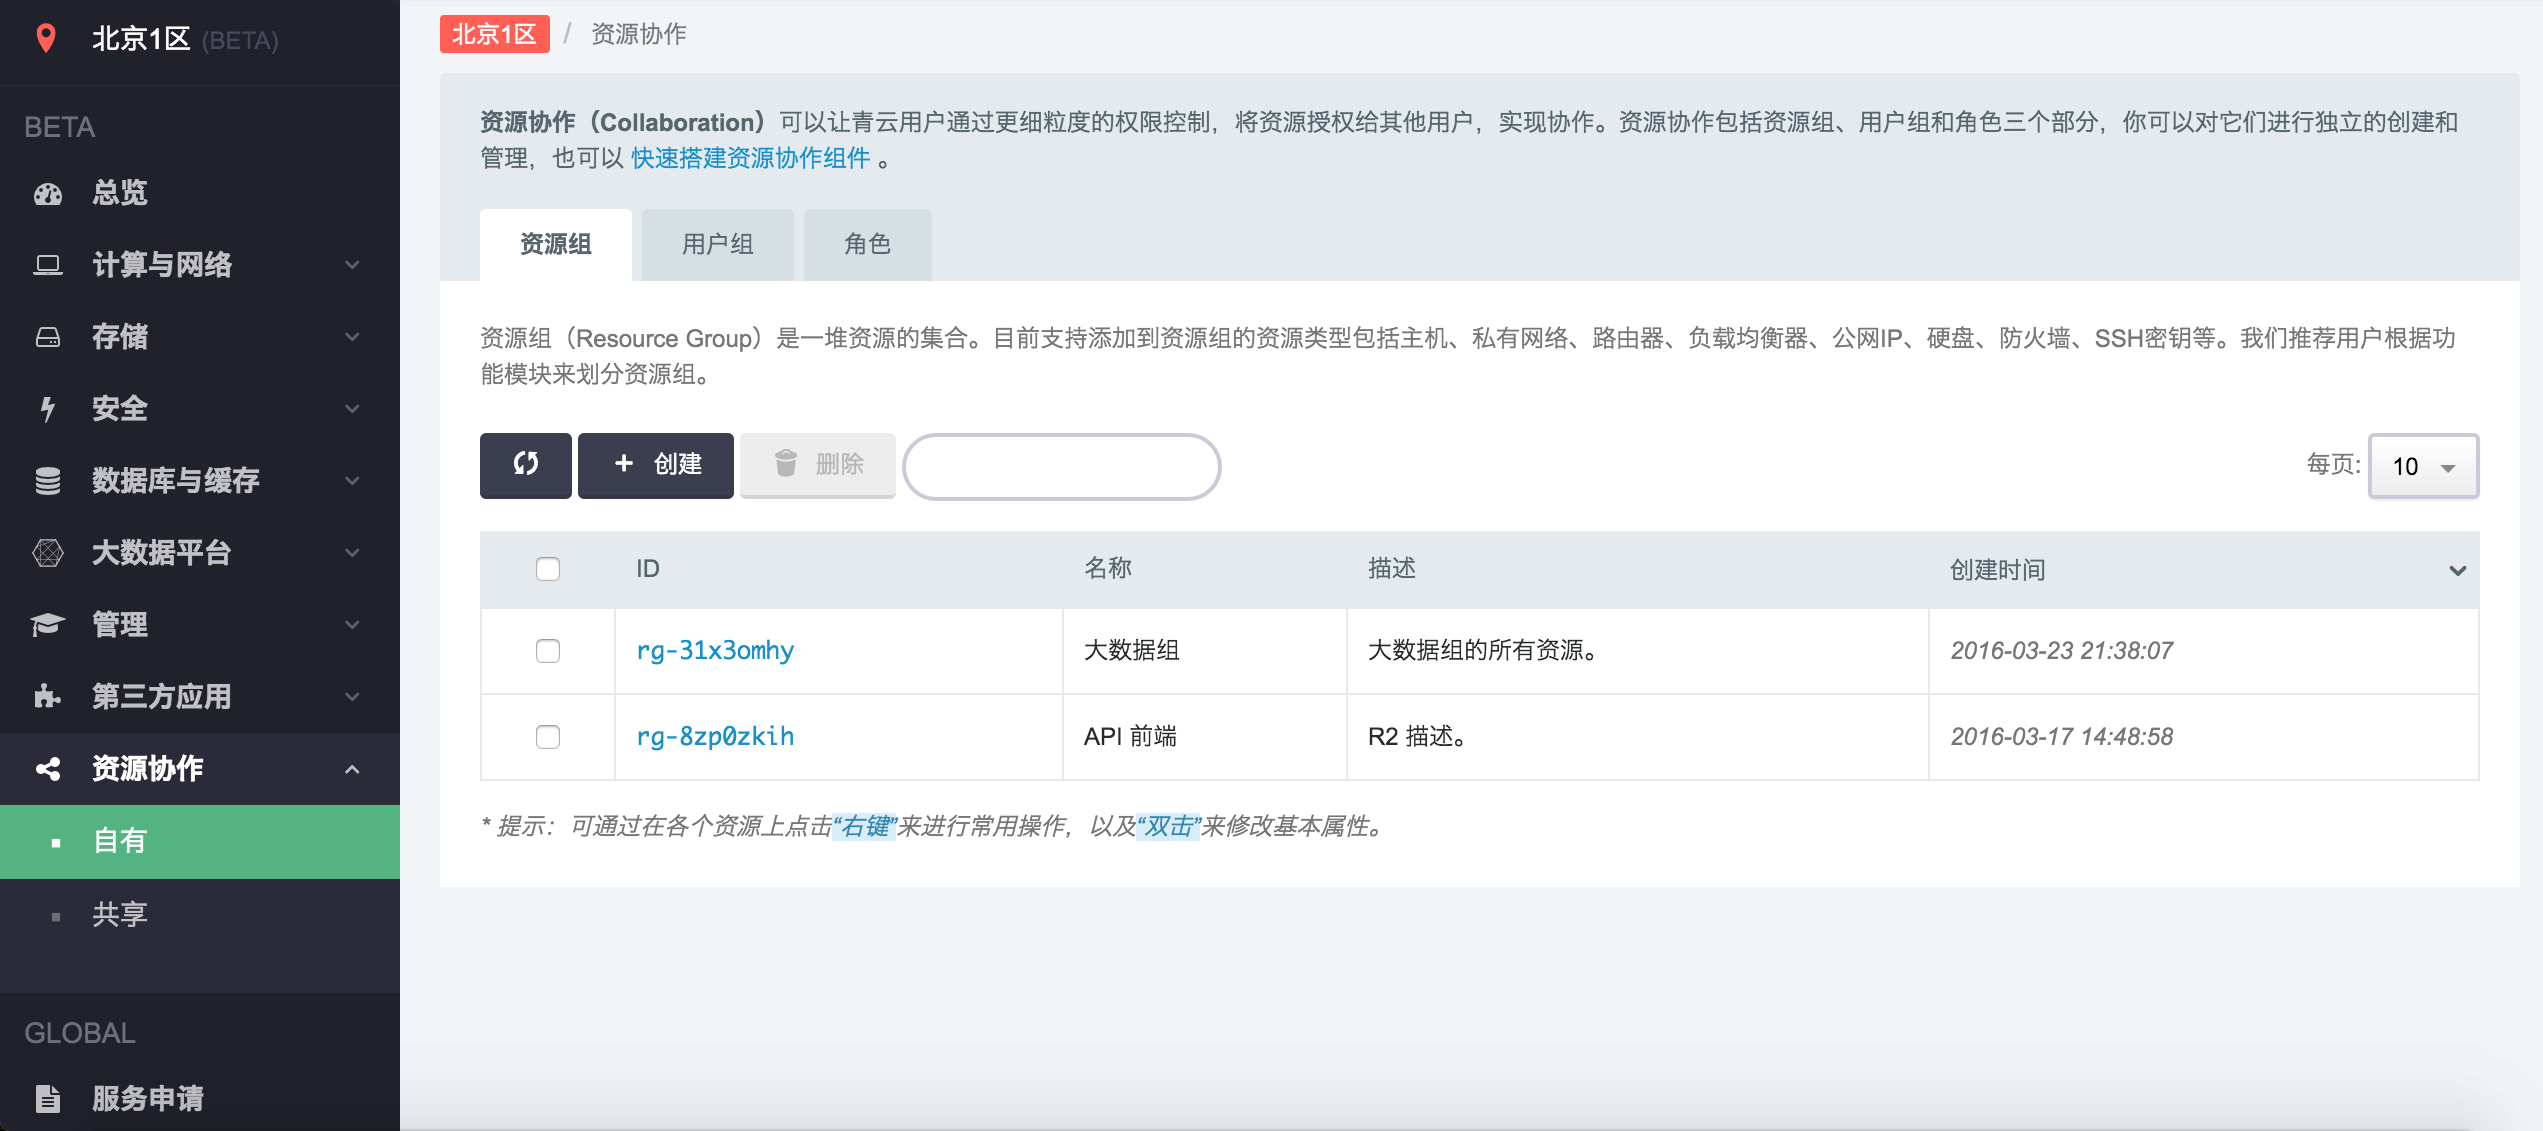 北京1区 (BETA)
BETA
总览
计算与网络
存储
安全
数据库与缓存
大数据平台
管理
第三方应用
资源协作
自有
共享
GLOBAL
服务申请
北京1区 / 资源协作
资源协作（Collaboration）可以让青云用户通过更细粒度的权限控制，将资源授权给其他用户，实现协作。资源协作包括资源组、用户组和角色三个部分，你可以对它们进行独立的创建和
管理，也可以 快速搭建资源协作组件 。
资源组 用户组 角色
资源组（Resource Group）是一堆资源的集合。目前支持添加到资源组的资源类型包括主机、私有网络、路由器、负载均衡器、公网IP、硬盘、防火墙、SSH密钥等。我们推荐用户根据功
能模块来划分资源组。
+ 创建 删除 每页: 10
ID 名称 描述 创建时间
rg-31x3omhy 大数据组 大数据组的所有资源。 2016-03-23 21:38:07
rg-8zp0zkih API 前端 R2 描述。 2016-03-17 14:48:58
* 提示：可通过在各个资源上点击“右键”来进行常用操作，以及“双击”来修改基本属性。